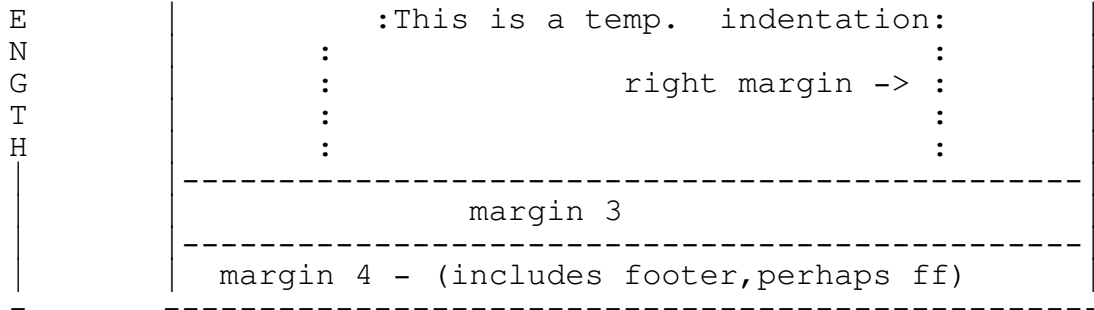 E | :This is a temp.  indentation: |
N | : : |
G | : right margin -> : |
T | : : |
H | : : |
| |----------------------------------------------- |
| | margin 3 |
| |----------------------------------------------- |
| | margin 4 - (includes footer,perhaps ff) |
- -------------------------------------------------